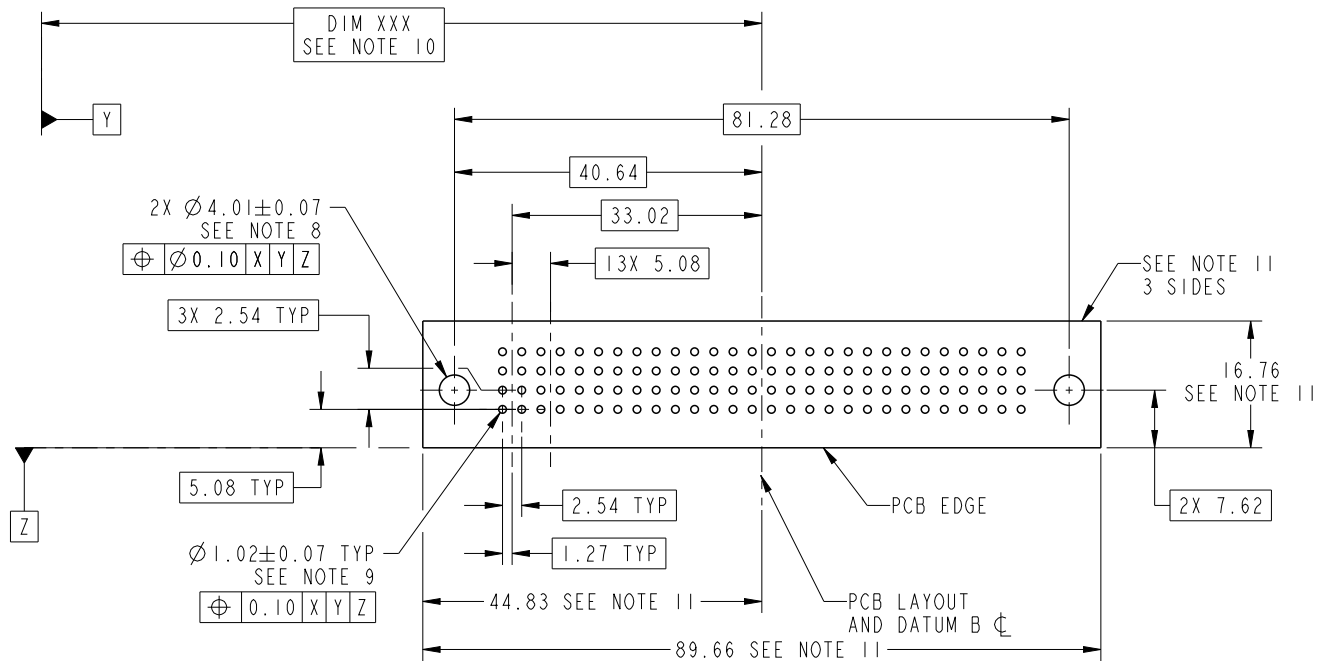 DIM XXX
SEE NOTE 10
Y
81.28
40.64
2X Ø4.01±0.07
SEE NOTE 8
⌖ Ø0.10 X Y Z
33.02
13X 5.08
SEE NOTE 11
3 SIDES
3X 2.54 TYP
16.76
SEE NOTE 11
5.08 TYP
2.54 TYP
PCB EDGE
2X 7.62
Z
Ø1.02±0.07 TYP
SEE NOTE 9
⌖ 0.10 X Y Z
1.27 TYP
44.83 SEE NOTE 11
PCB LAYOUT
AND DATUM B ℄
89.66 SEE NOTE 11